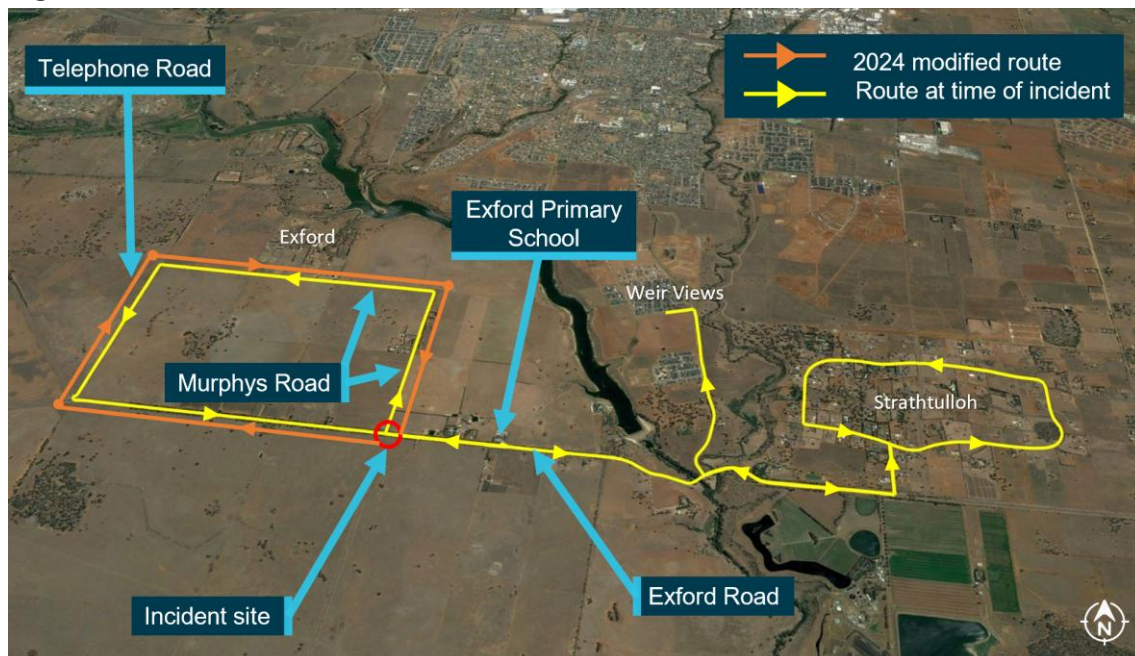 Telephone Road
2024 modified route
Route at time of incident
Exford Primary
School
Exford
Weir Views
Murphys Road
Strathtulloh
Incident site
Exford Road
N